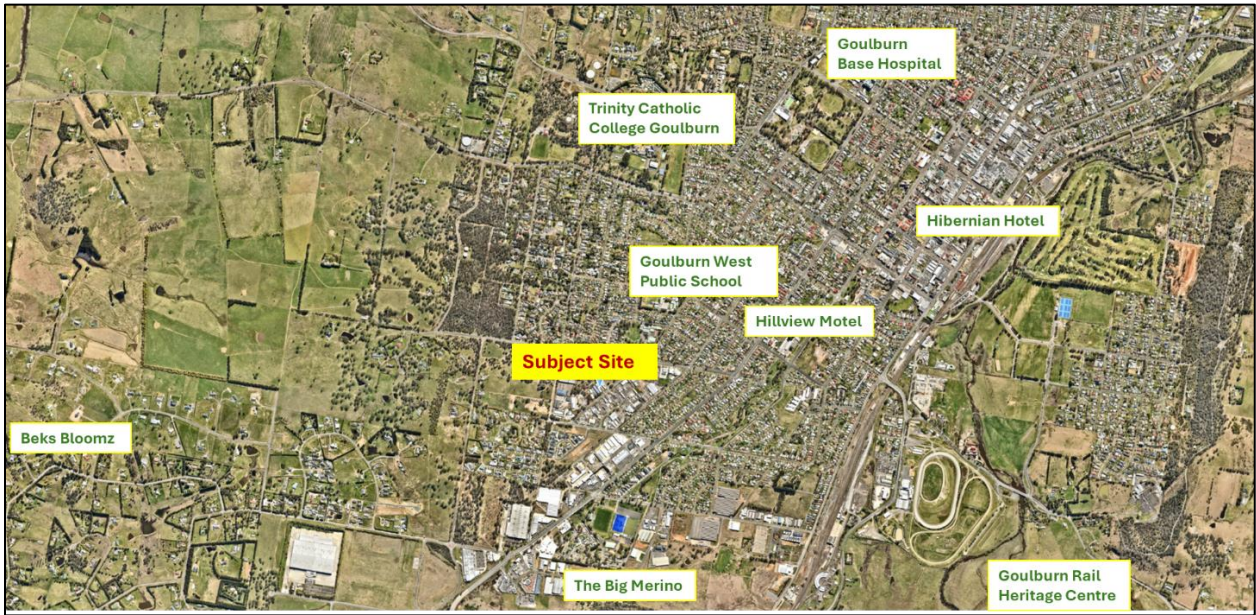 Goulburn
Base Hospital
Trinity Catholic
College Goulburn
Hibernian Hotel
Goulburn West
Public School
Hillview Motel
Subject Site
Beks Bloomz
The Big Merino
Goulburn Rail
Heritage Centre